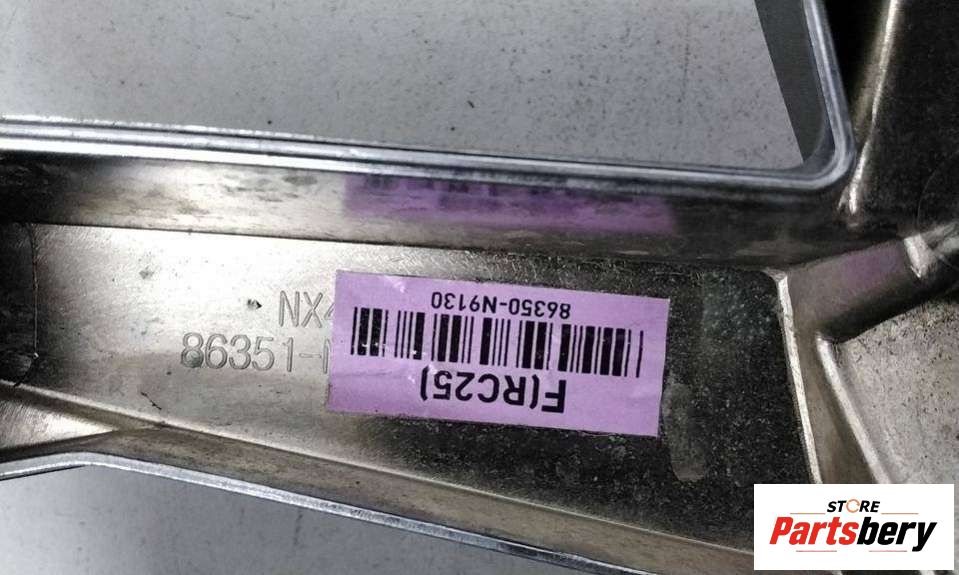 NX4
86351-N
F(RC25)
86350-N9130
STORE
Partsbery